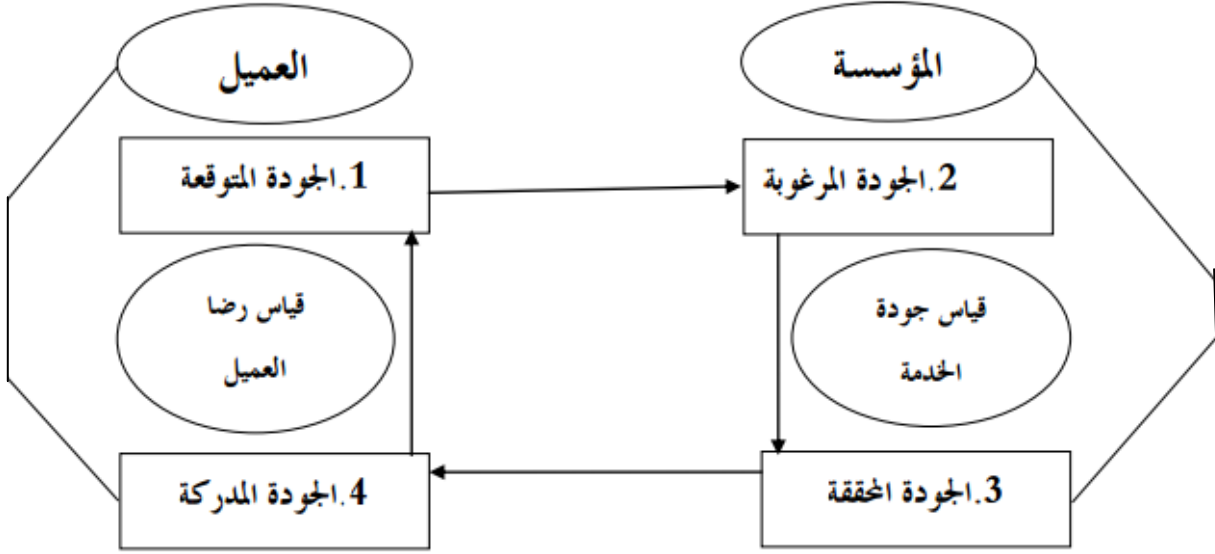 المؤسسة
العميل
1.الجودة المتوقعة
2.الجودة المرغوبة
قياس رضا
العميل
قياس جودة
الخدمة
3.الجودة المحققة
4.الجودة المدركة